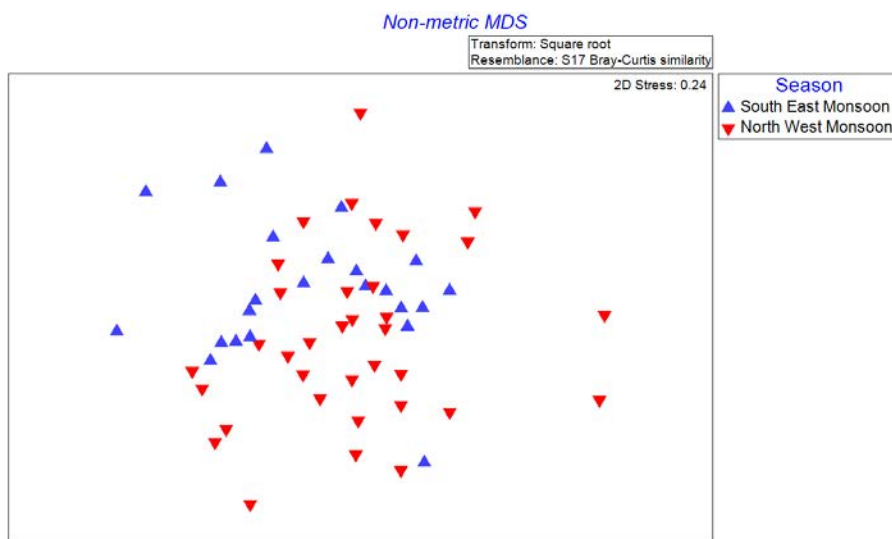 Non-metric MDS
Transform: Square root
Resemblance: S17 Bray-Curtis similarity
2D Stress: 0.24
Season
South East Monsoon
North West Monsoon